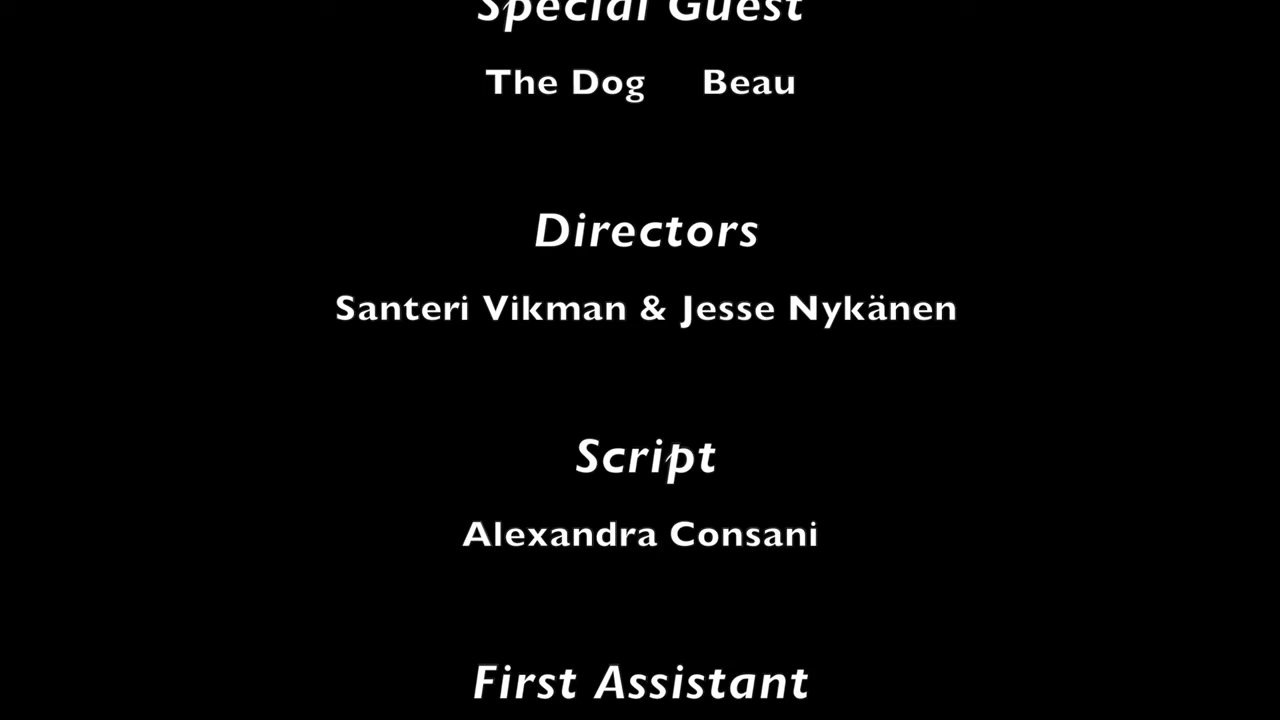 Special Guest
The Dog Beau
Directors
Santeri Vikman & Jesse Nykänen
Script
Alexandra Consani
First Assistant